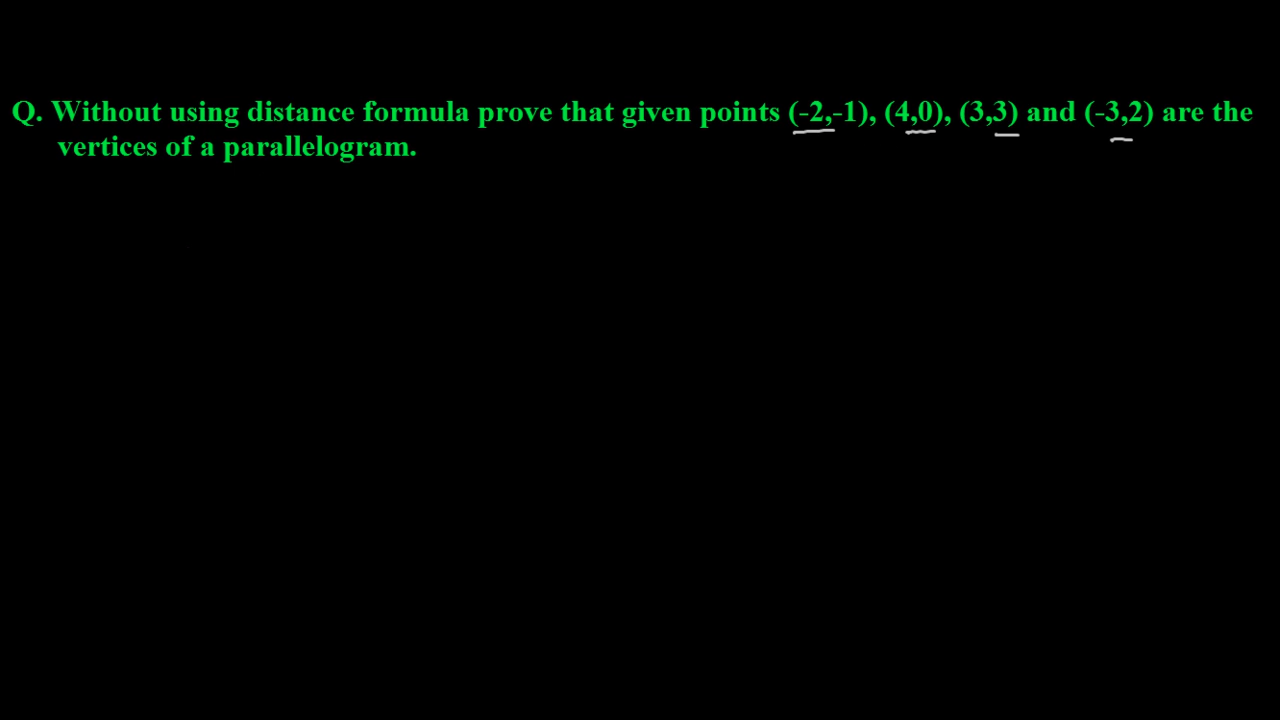 Q. Without using distance formula prove that given points (-2,-1), (4,0), (3,3) and (-3,2) are the
vertices of a parallelogram.